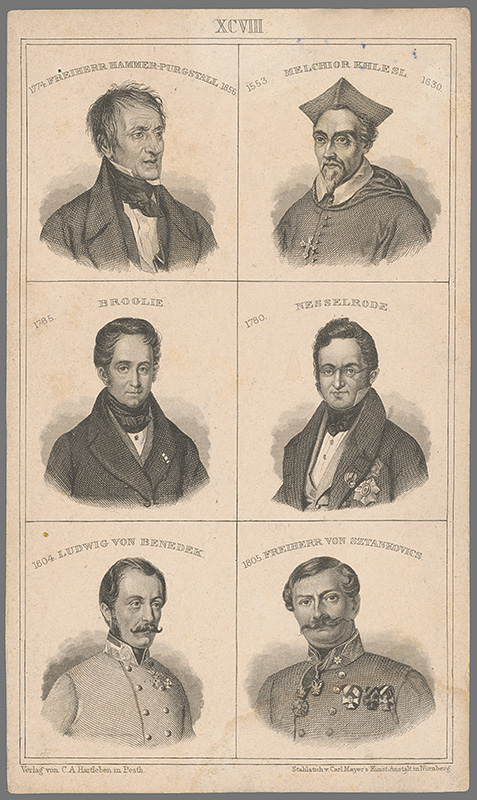 XCVIII
1774. FREIHERR HAMMER-PURGSTALL. 1856
1553. MELCHIOR KHLESL. 1630.
BROGLIE
1785.
NESSELRODE
1780.
1804. LUDWIG VON BENEDEK
1805. FREIHERR VON SZTANKOVICS
Verlag von C. A. Hartleben in Pesth.
Stahlstich v. Carl Mayer's Kunst-Anstalt in Nürnberg.